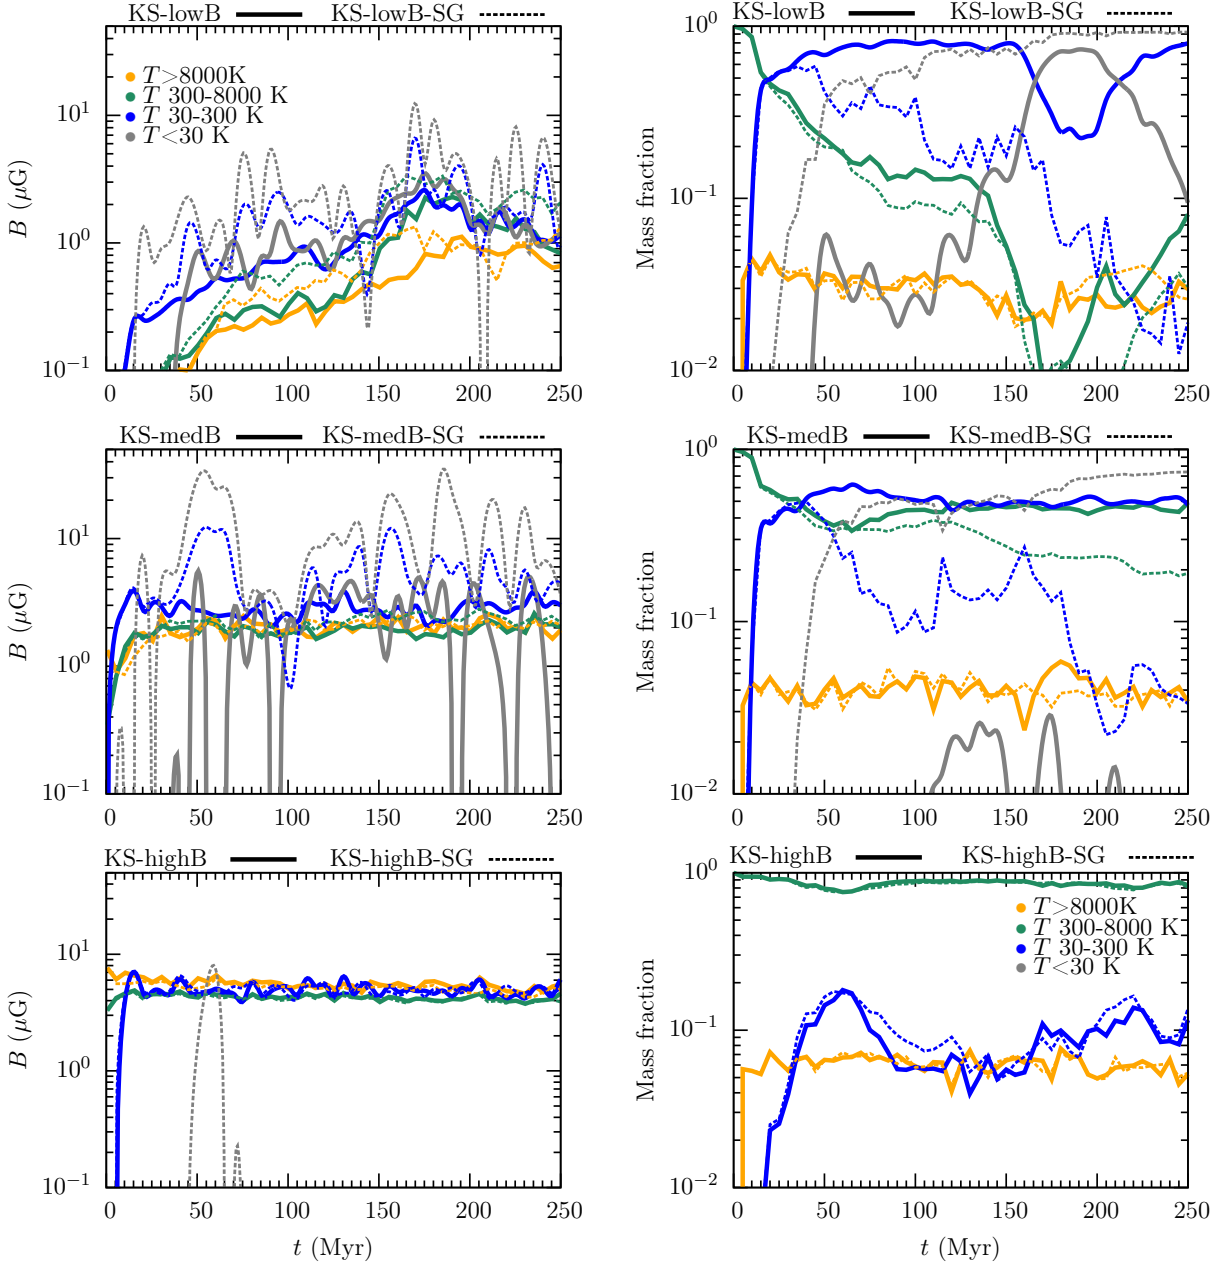 KS-lowB KS-lowB-SG
10^1
10^0
10^-1
B (μG)
T>8000K
T 300-8000 K
T 30-300 K
T<30 K
0 50 100 150 200 250
KS-lowB KS-lowB-SG
10^0
10^-1
10^-2
Mass fraction
0 50 100 150 200 250
KS-medB KS-medB-SG
10^1
10^0
10^-1
B (μG)
0 50 100 150 200 250
KS-medB KS-medB-SG
10^0
10^-1
10^-2
Mass fraction
0 50 100 150 200 250
KS-highB KS-highB-SG
10^1
10^0
10^-1
B (μG)
0 50 100 150 200 250
t (Myr)
KS-highB KS-highB-SG
10^0
10^-1
10^-2
Mass fraction
T>8000K
T 300-8000 K
T 30-300 K
T<30 K
0 50 100 150 200 250
t (Myr)